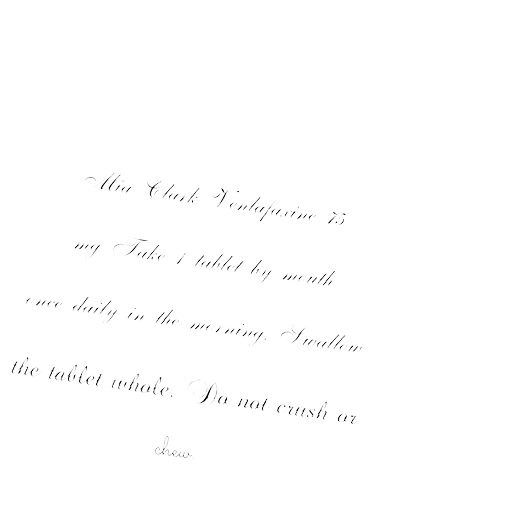 Mia Clark Venlafaxine 75
mg Take 1 tablet by mouth
once daily in the morning. Swallow
the tablet whole. Do not crush or
chew.